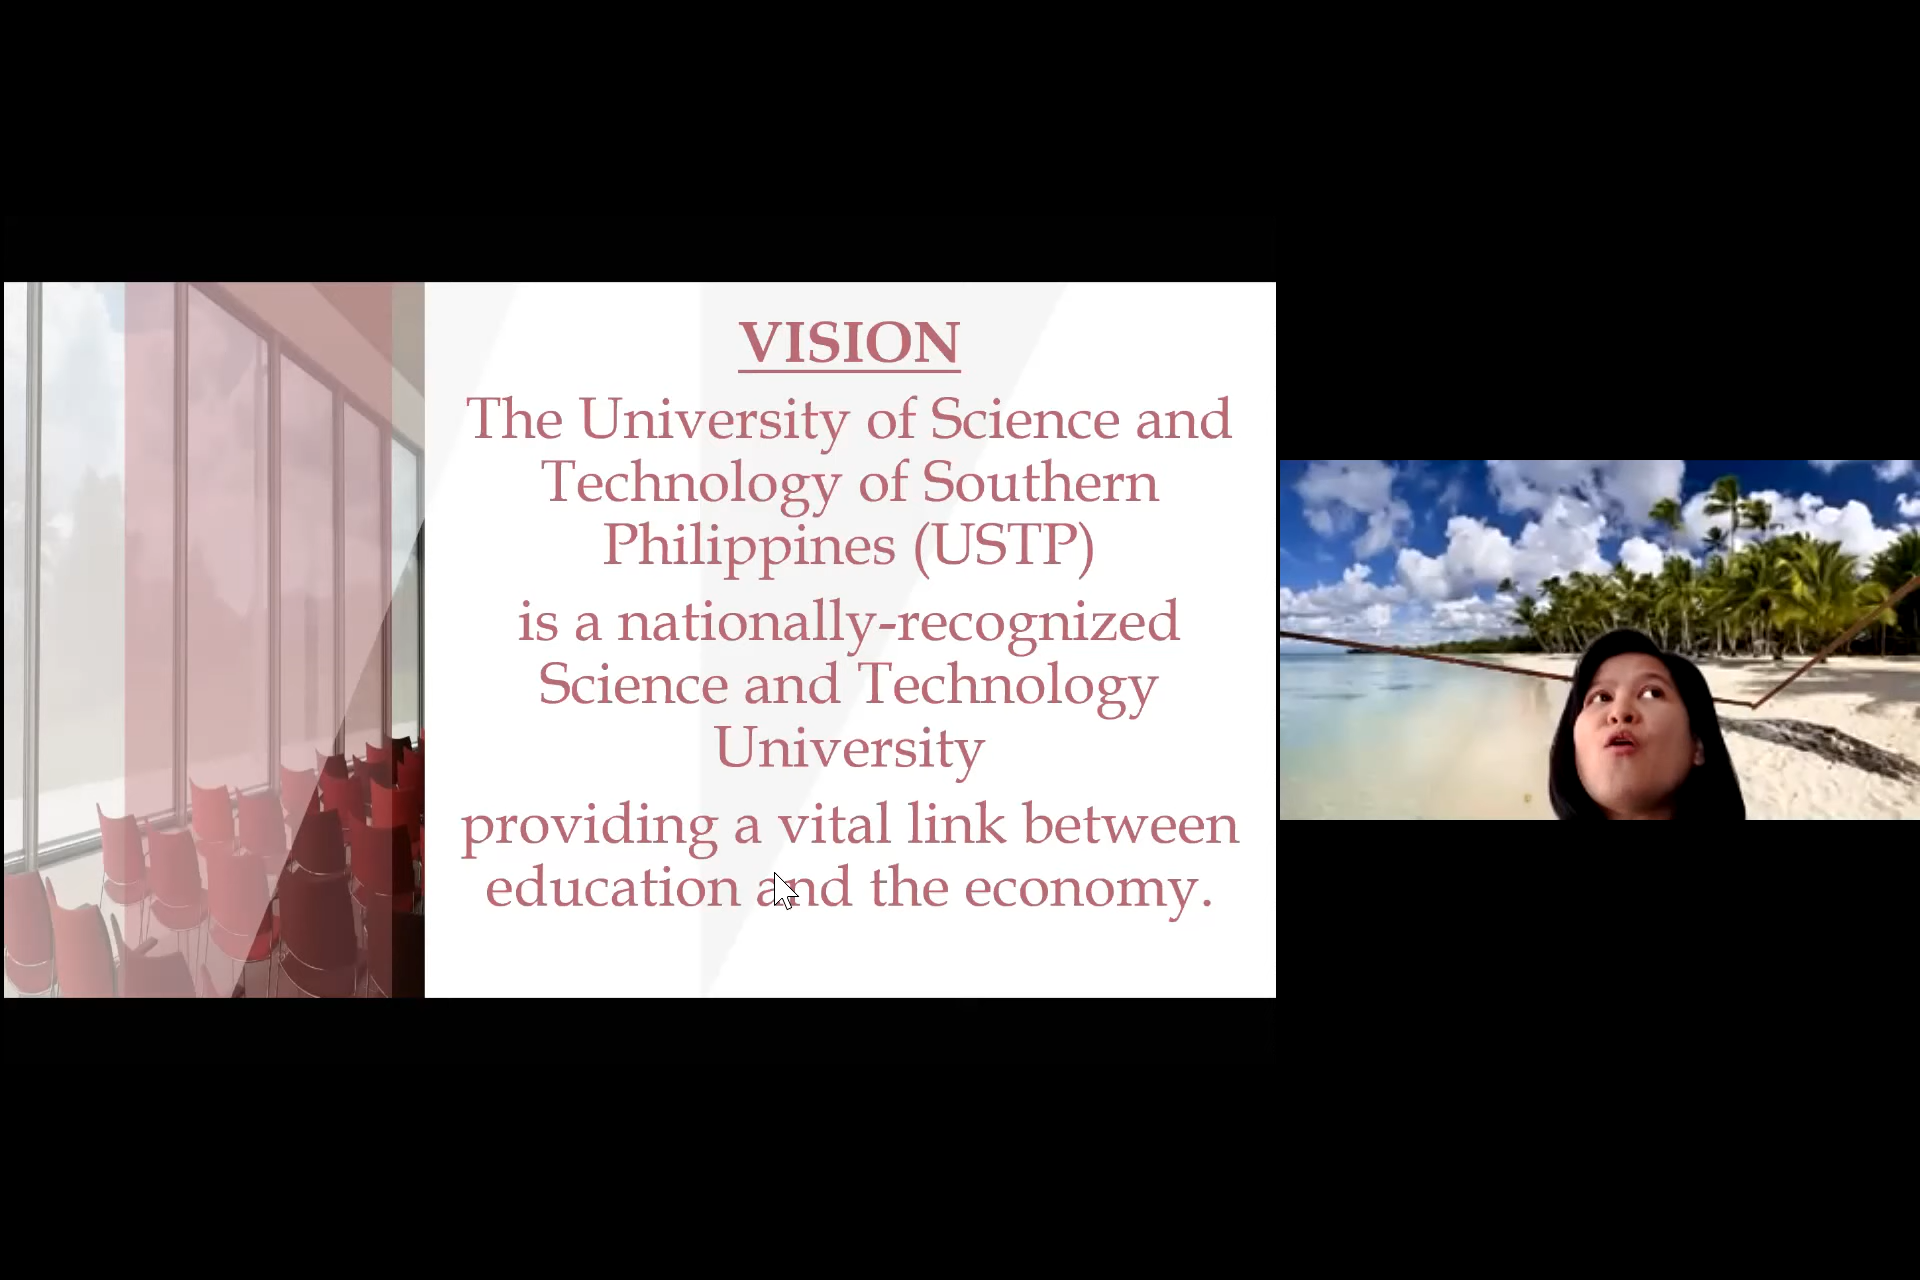 VISION
The University of Science and
Technology of Southern
Philippines (USTP)
is a nationally-recognized
Science and Technology
University
providing a vital link between
education and the economy.